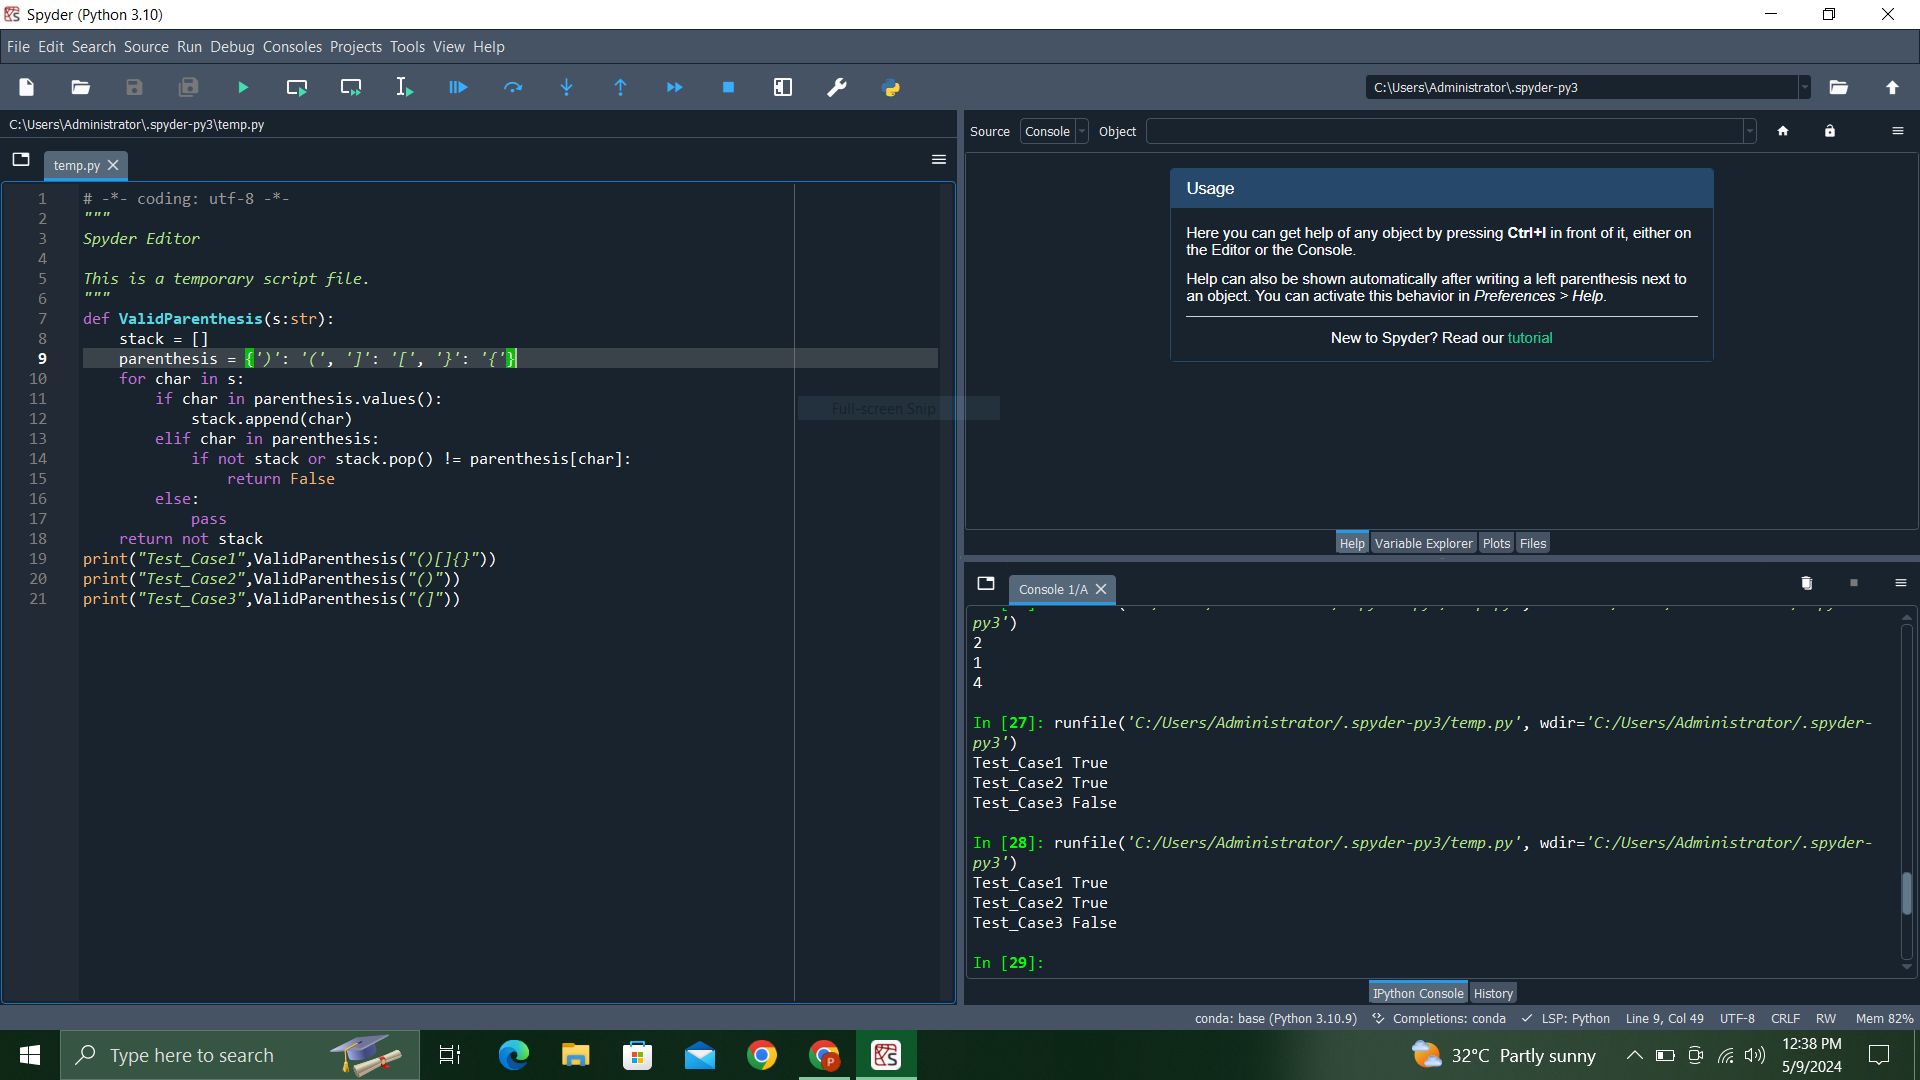 Spyder (Python 3.10)
File Edit Search Source Run Debug Consoles Projects Tools View Help
C:\Users\Administrator\.spyder-py3
C:\Users\Administrator\.spyder-py3\temp.py
temp.py
1 # -*- coding: utf-8 -*-
2 """
3 Spyder Editor
4
5 This is a temporary script file.
6 """
7 def ValidParenthesis(s:str):
8 stack = []
9 parenthesis = {')': '(', ']': '[', '}': '{'}
10 for char in s:
11 if char in parenthesis.values():
12 stack.append(char)
13 elif char in parenthesis:
14 if not stack or stack.pop() != parenthesis[char]:
15 return False
16 else:
17 pass
18 return not stack
19 print("Test_Case1",ValidParenthesis("()[]{}"))
20 print("Test_Case2",ValidParenthesis("()"))
21 print("Test_Case3",ValidParenthesis("(]"))
Full-screen Snip
Source Console Object
Usage
Here you can get help of any object by pressing Ctrl+I in front of it, either on
the Editor or the Console.
Help can also be shown automatically after writing a left parenthesis next to
an object. You can activate this behavior in Preferences > Help.
New to Spyder? Read our tutorial
Help Variable Explorer Plots Files
Console 1/A
py3')
2
1
4
In [27]: runfile('C:/Users/Administrator/.spyder-py3/temp.py', wdir='C:/Users/Administrator/.spyder-
py3')
Test_Case1 True
Test_Case2 True
Test_Case3 False
In [28]: runfile('C:/Users/Administrator/.spyder-py3/temp.py', wdir='C:/Users/Administrator/.spyder-
py3')
Test_Case1 True
Test_Case2 True
Test_Case3 False
In [29]:
IPython Console History
conda: base (Python 3.10.9) Completions: conda LSP: Python Line 9, Col 49 UTF-8 CRLF RW Mem 82%
Type here to search
32°C Partly sunny
12:38 PM
5/9/2024